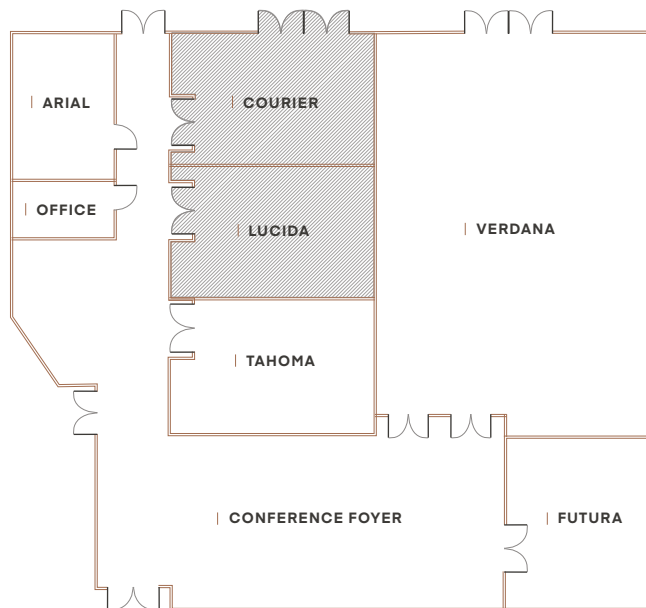 ARIAL
COURIER
OFFICE
LUCIDA
VERDANA
TAHOMA
CONFERENCE FOYER
FUTURA